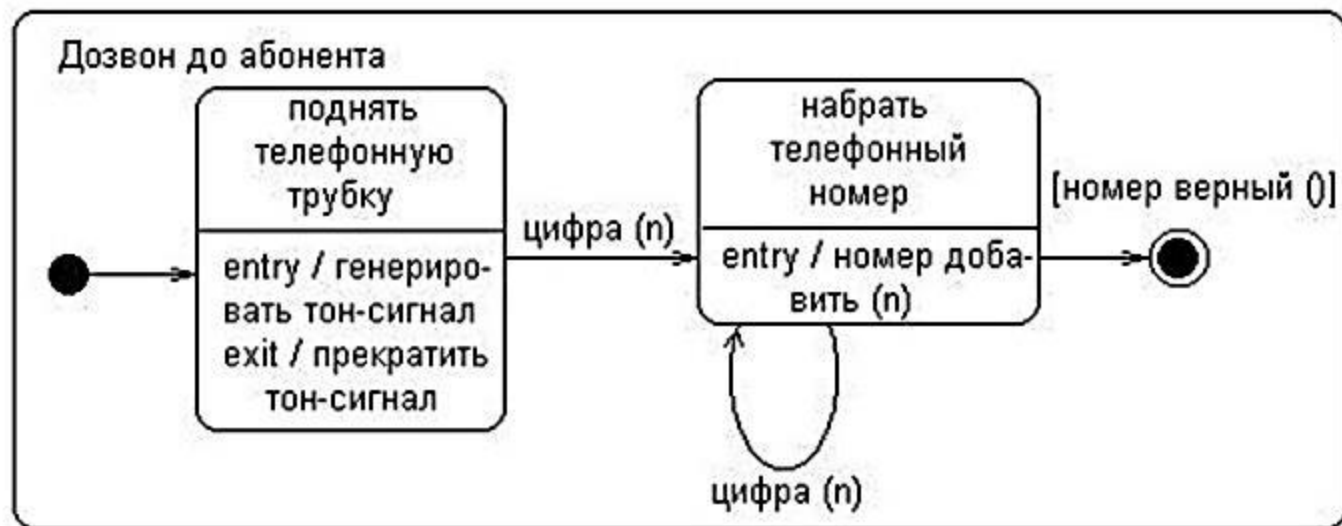 Дозвон до абонента
поднять
телефонную
трубку
entry / генериро-
вать тон-сигнал
exit / прекратить
тон-сигнал
цифра (n)
набрать
телефонный
номер
entry / номер доба-
вить (n)
цифра (n)
[номер верный ()]